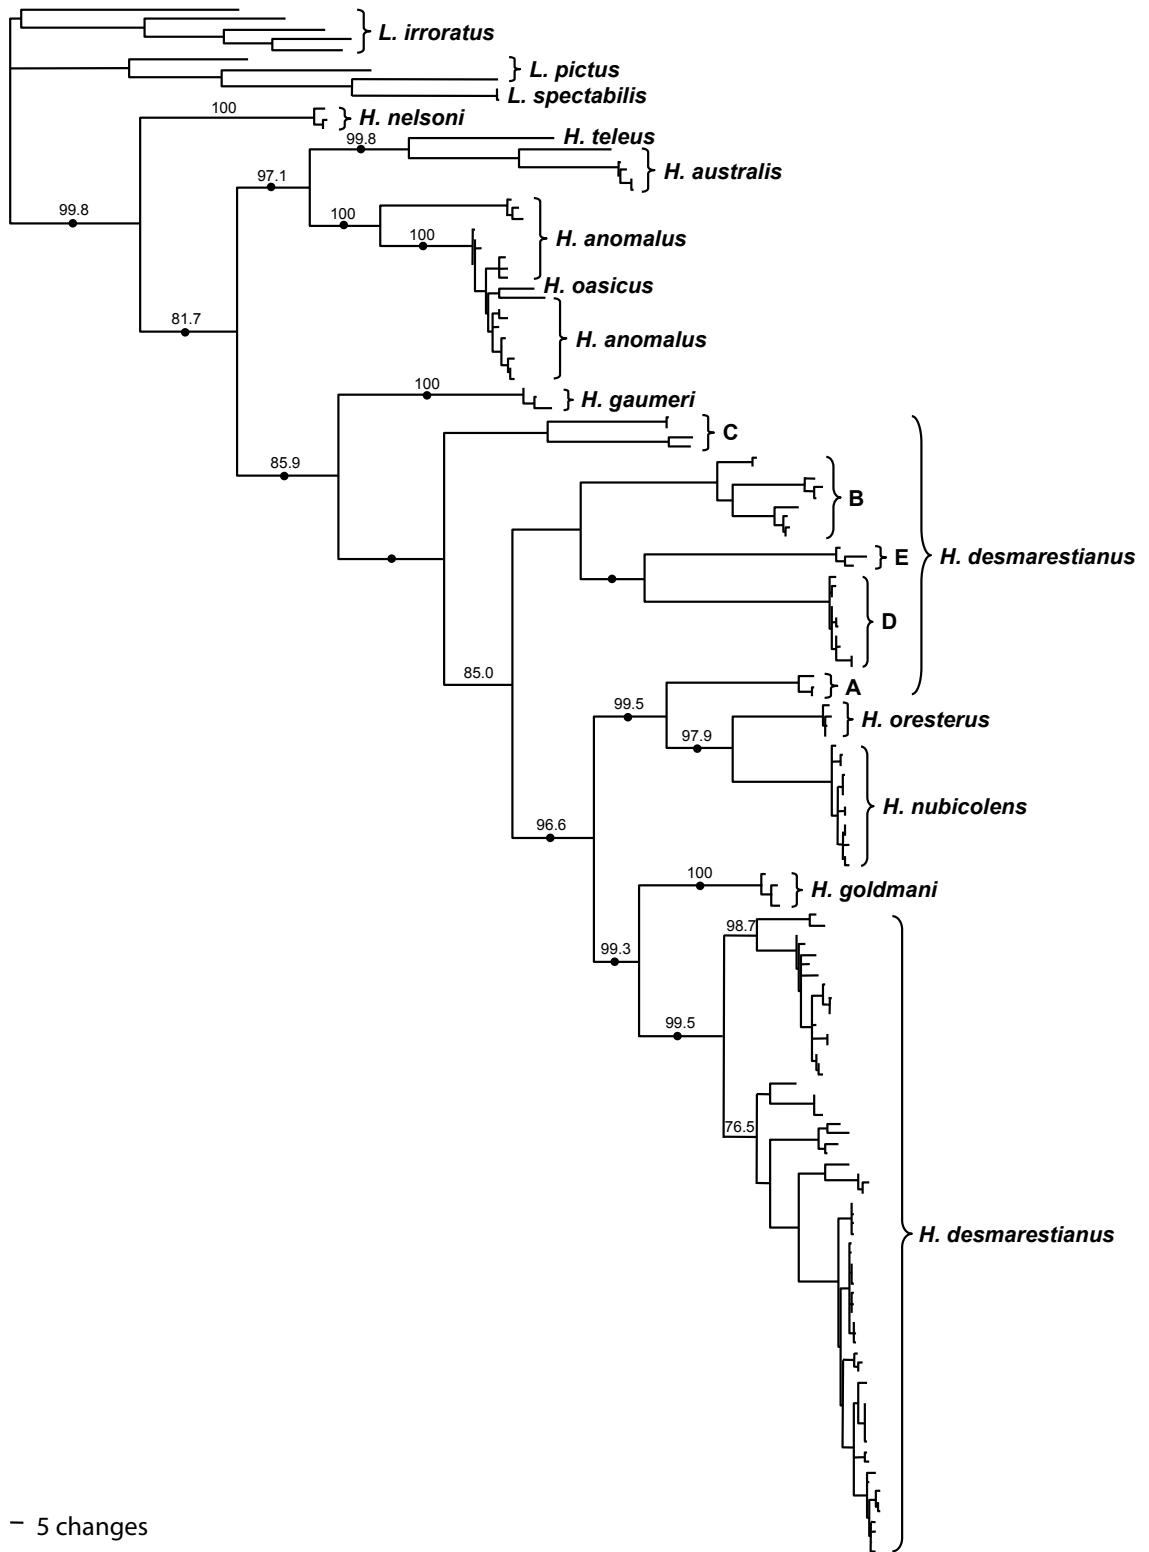 L. irroratus
L. pictus
L. spectabilis
100
H. nelsoni
H. teleus
99.8
H. australis
97.1
99.8
100
100
H. anomalus
H. oasicus
81.7
H. anomalus
100
H. gaumeri
C
85.9
B
E
H. desmarestianus
D
85.0
A
99.5
H. oresterus
97.9
H. nubicolens
96.6
100
H. goldmani
98.7
99.3
99.5
76.5
H. desmarestianus
5 changes